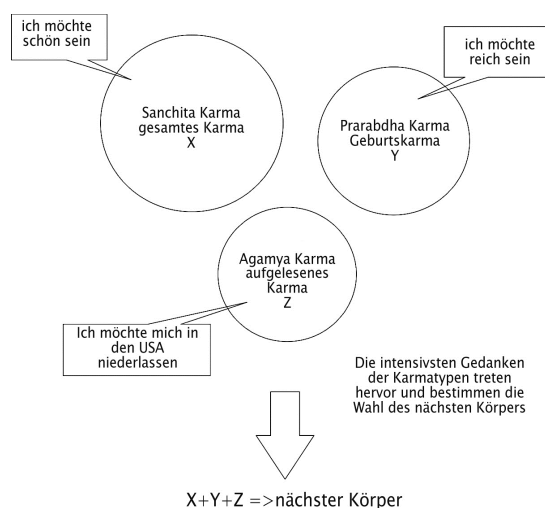 ich möchte
schön sein
ich möchte
reich sein
Sanchita Karma
gesamtes Karma
X
Prarabdha Karma
Geburtskarma
Y
Agamya Karma
aufgelesenes
Karma
Z
Ich möchte mich in
den USA
niederlassen
Die intensivsten Gedanken
der Karmatypen treten
hervor und bestimmen die
Wahl des nächsten Körpers
X+Y+Z =>nächster Körper